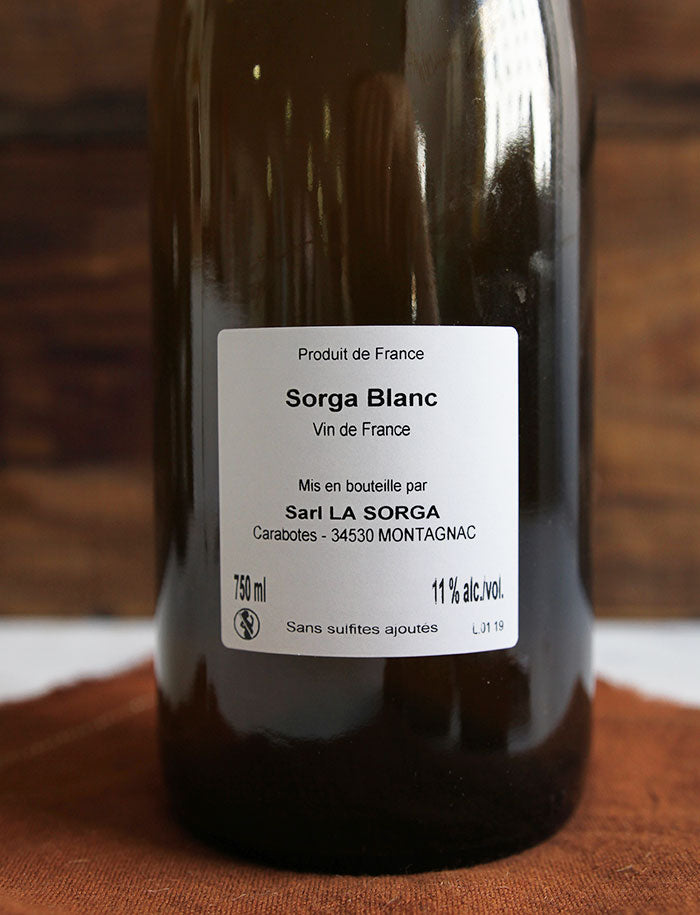 Produit de France
Sorga Blanc
Vin de France
Mis en bouteille par
Sarl LA SORGA
Carabotes - 34530 MONTAGNAC
750 ml 11 % alc./vol.
Sans sulfites ajoutés L.01 19